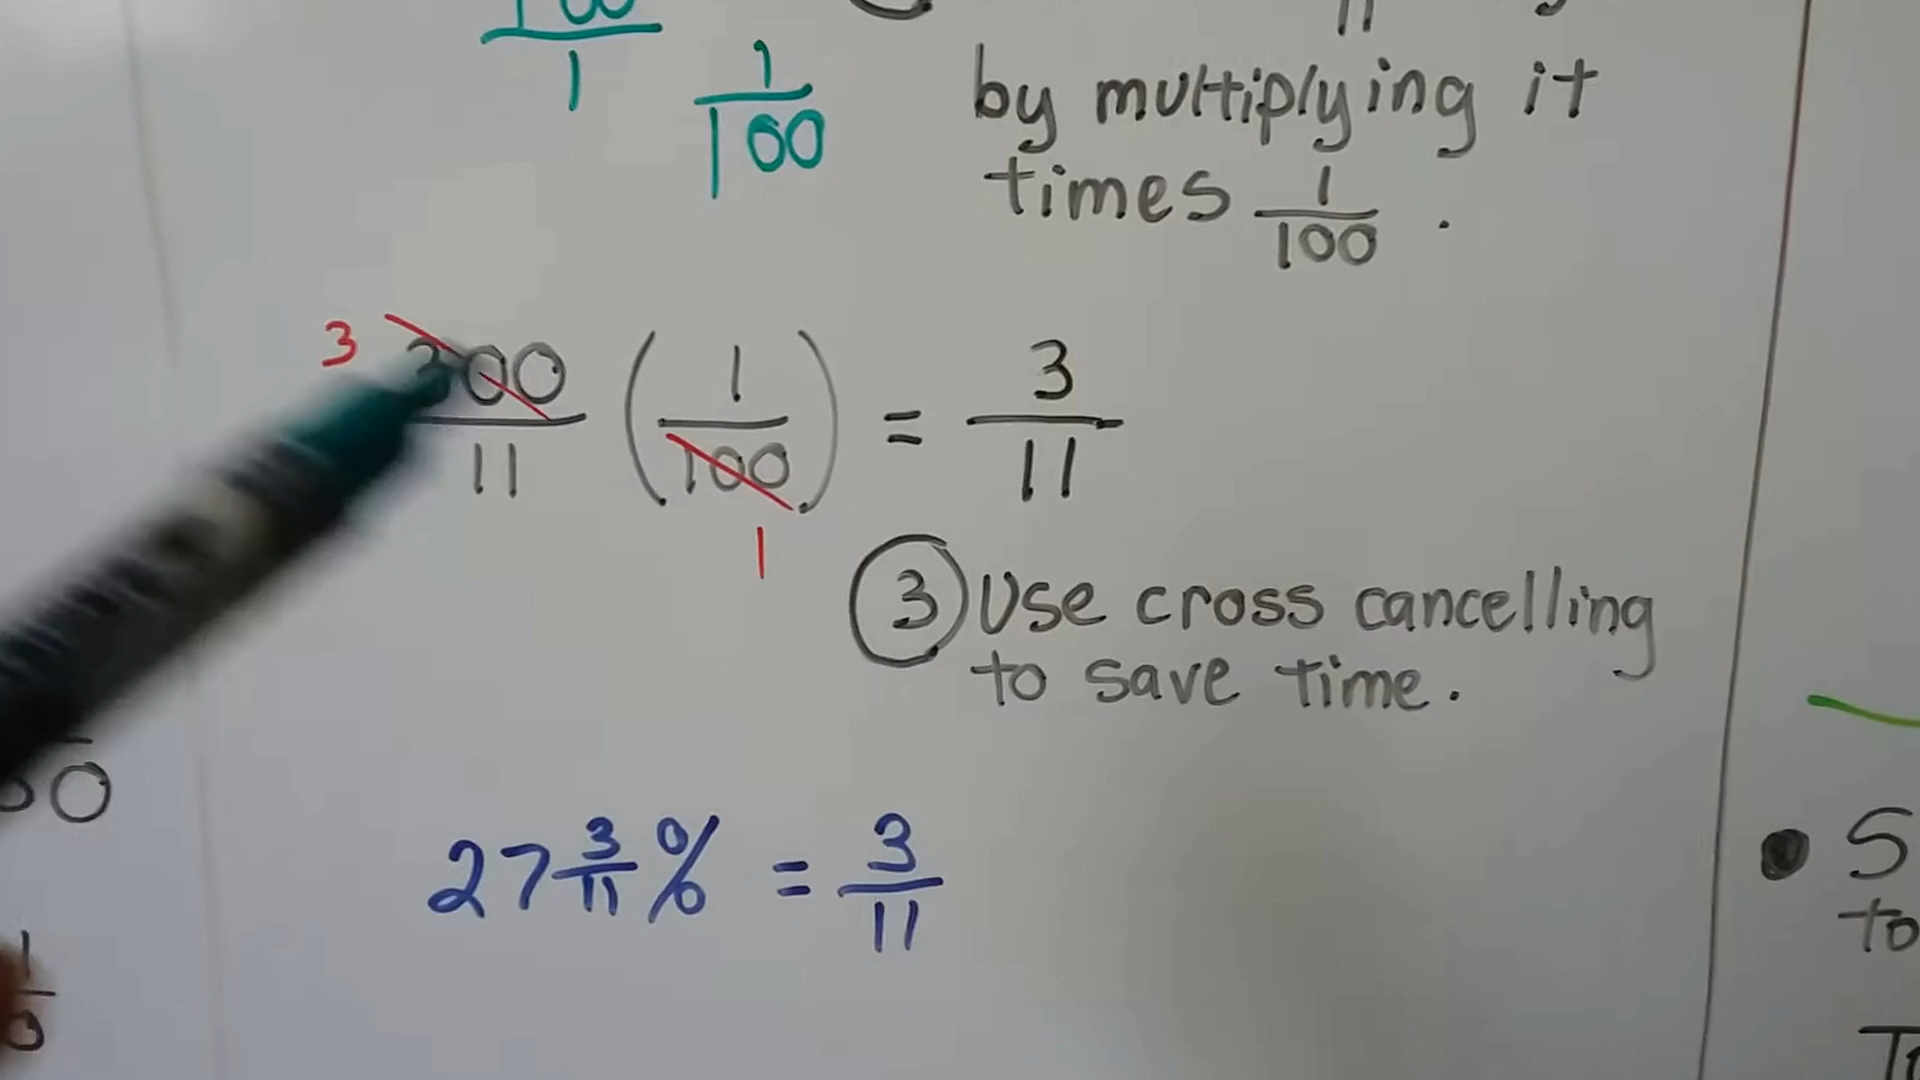 100/1
1/100
by multiplying it
times 1/100 .
3 300/11 (1/100) = 3/11
1
③ Use cross cancelling
to save time.
27 3/11 % = 3/11
S
to